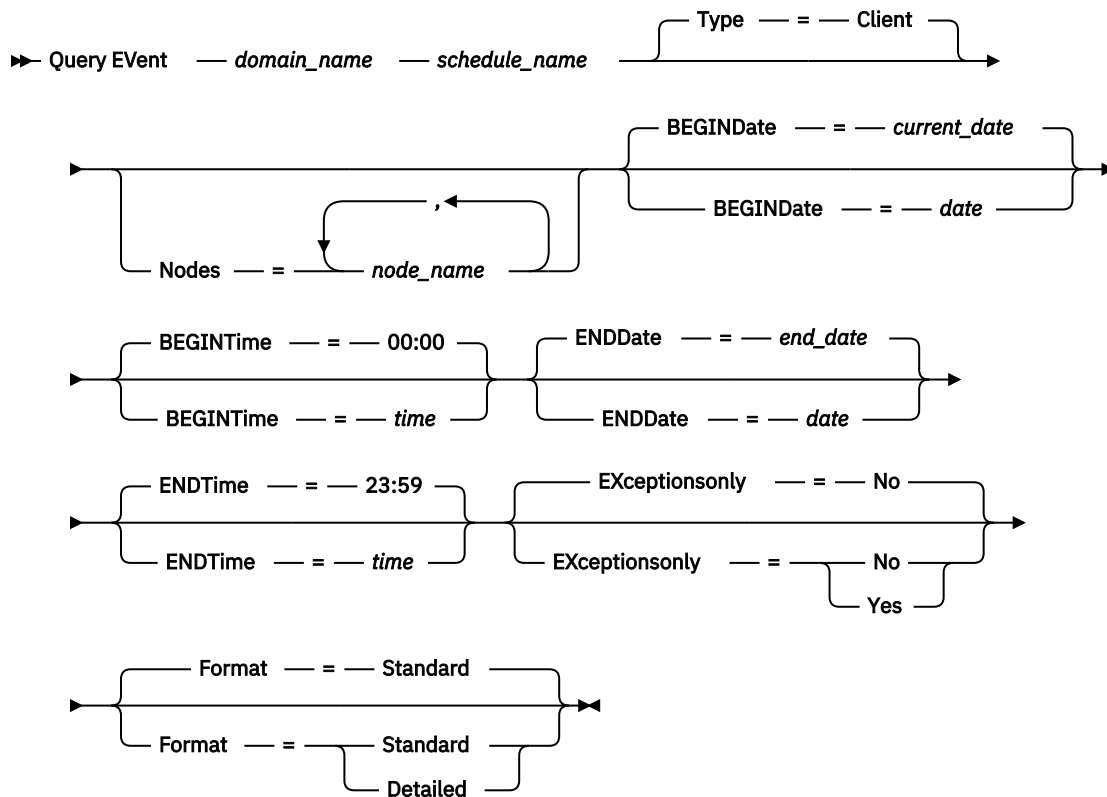 Type = Client
Query EVent domain_name schedule_name
BEGINDate = current_date
BEGINDate = date
,
Nodes = node_name
BEGINTime = 00:00
ENDDate = end_date
BEGINTime = time
ENDDate = date
ENDTime = 23:59
EXceptionsonly = No
ENDTime = time
EXceptionsonly = No
Yes
Format = Standard
Format = Standard
Detailed